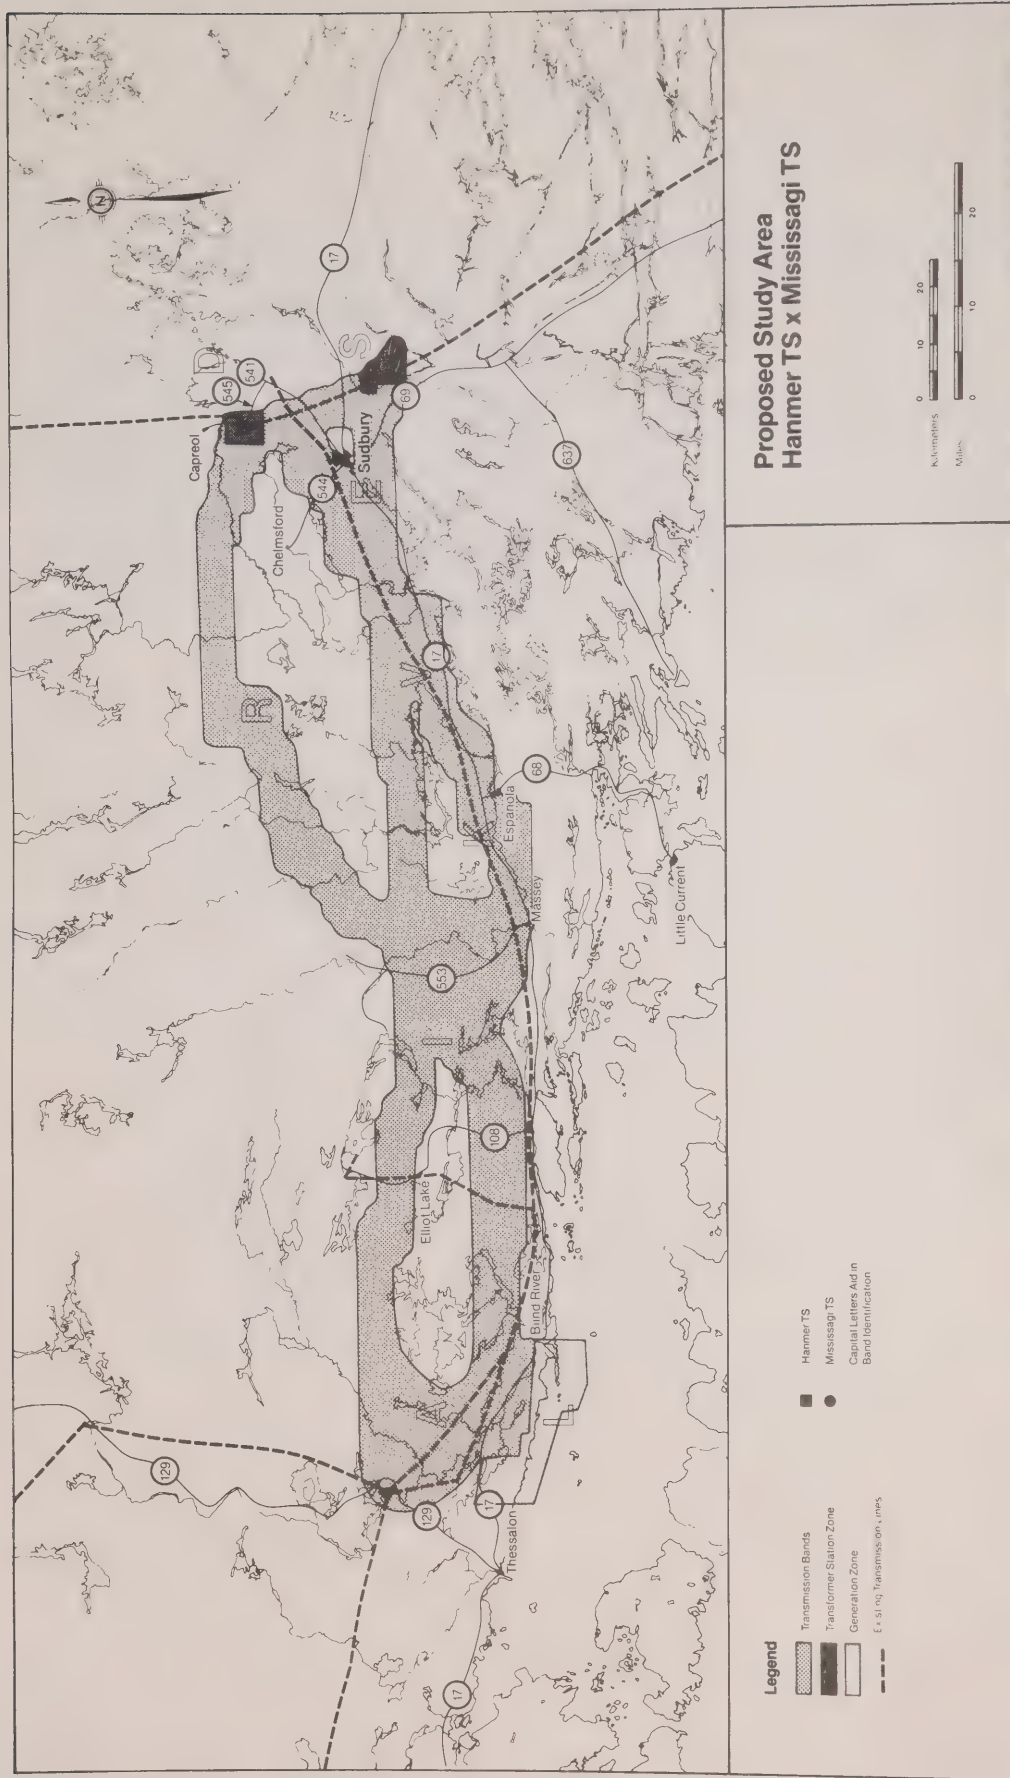 Proposed Study Area
Hanmer TS x Mississagi TS
Kilometers
0 10 20
Miles
0 10 20
Legend
Transmission Bands
Transformer Station Zone
Generation Zone
Existing Transmission Lines
Hanmer TS
Mississagi TS
Capital Letters Aid in
Band Identification
N
129
129
17
17
Thessalon
A
L
Blind River
Elliot Lake
108
I
553
Massey
Espanola
68
Little Current
K
V
17
R
Chelmsford
544
E
Sudbury
Capreol
545
541
D
S
69
17
637